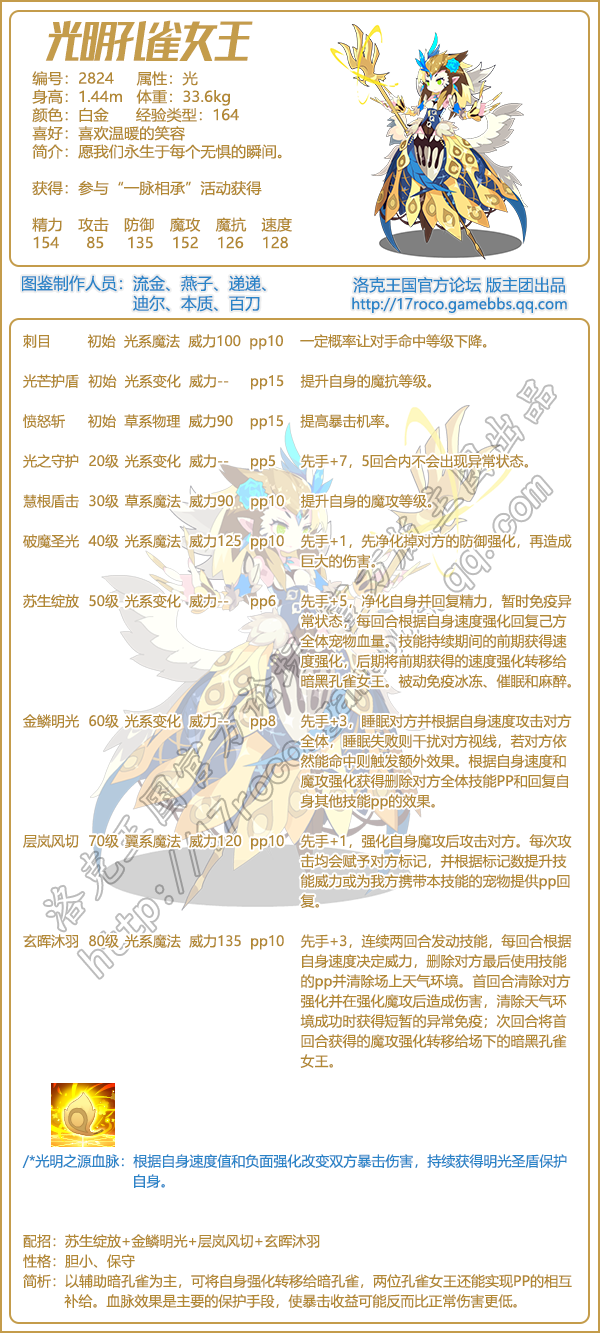 光明孔雀女王
编号：2824 属性：光
身高：1.44m 体重：33.6kg
颜色：白金 经验类型：164
喜好：喜欢温暖的笑容
简介：愿我们永生于每个无惧的瞬间。
获得：参与“一脉相承”活动获得
精力 攻击 防御 魔攻 魔抗 速度
154 85 135 152 126 128
图鉴制作人员：流金、燕子、递递、
迪尔、本质、百刀
洛克王国官方论坛 版主团出品
http://17roco.gamebbs.qq.com
刺目 初始 光系魔法 威力100 pp10 一定概率让对手命中等级下降。
光芒护盾 初始 光系变化 威力-- pp15 提升自身的魔抗等级。
愤怒斩 初始 草系物理 威力90 pp15 提高暴击机率。
光之守护 20级 光系变化 威力-- pp5 先手+7，5回合内不会出现异常状态。
慧根盾击 30级 草系魔法 威力90 pp10 提升自身的魔攻等级。
破魔圣光 40级 光系魔法 威力125 pp10 先手+1，先净化掉对方的防御强化，再造成
巨大的伤害。
苏生绽放 50级 光系变化 威力-- pp6 先手+5，净化自身并回复精力，暂时免疫异
常状态，每回合根据自身速度强化回复己方
全体宠物血量，技能持续期间的前期获得速
度强化，后期将前期获得的速度强化转移给
暗黑孔雀女王。被动免疫冰冻、催眠和麻醉。
金鳞明光 60级 光系变化 威力-- pp8 先手+3，睡眠对方并根据自身速度攻击对方
全体，睡眠失败则干扰对方视线，若对方依
然能命中则触发额外效果。根据自身速度和
魔攻强化获得删除对方全体技能PP和回复自
身其他技能pp的效果。
层岚风切 70级 翼系魔法 威力120 pp10 先手+1，强化自身魔攻后攻击对方。每次攻
击均会赋予对方标记，并根据标记数提升技
能威力或为我方携带本技能的宠物提供pp回
复。
玄晖沐羽 80级 光系魔法 威力135 pp10 先手+3，连续两回合发动技能，每回合根据
自身速度决定威力，删除对方最后使用技能
的pp并清除场上天气环境。首回合清除对方
强化并在强化魔攻后造成伤害，清除天气环
境成功时获得短暂的异常免疫；次回合将首
回合获得的魔攻强化转移给场下的暗黑孔雀
女王。
/*光明之源血脉：根据自身速度值和负面强化改变双方暴击伤害，持续获得明光圣盾保护
自身。
配招：苏生绽放+金鳞明光+层岚风切+玄晖沐羽
性格：胆小、保守
简析：以辅助暗孔雀为主，可将自身强化转移给暗孔雀，两位孔雀女王还能实现PP的相互
补给。血脉效果是主要的保护手段，使暴击收益可能反而比正常伤害更低。